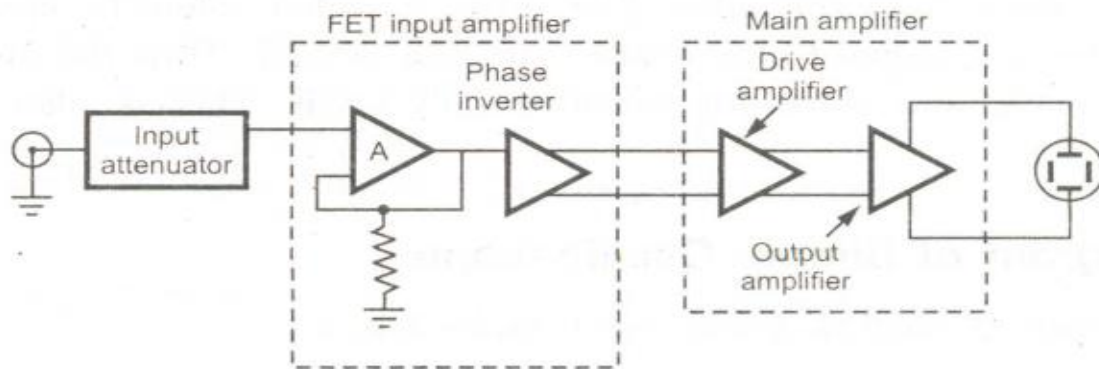 FET input amplifier
Main amplifier
Phase
inverter
Drive
amplifier
Input
attenuator
A
Output
amplifier